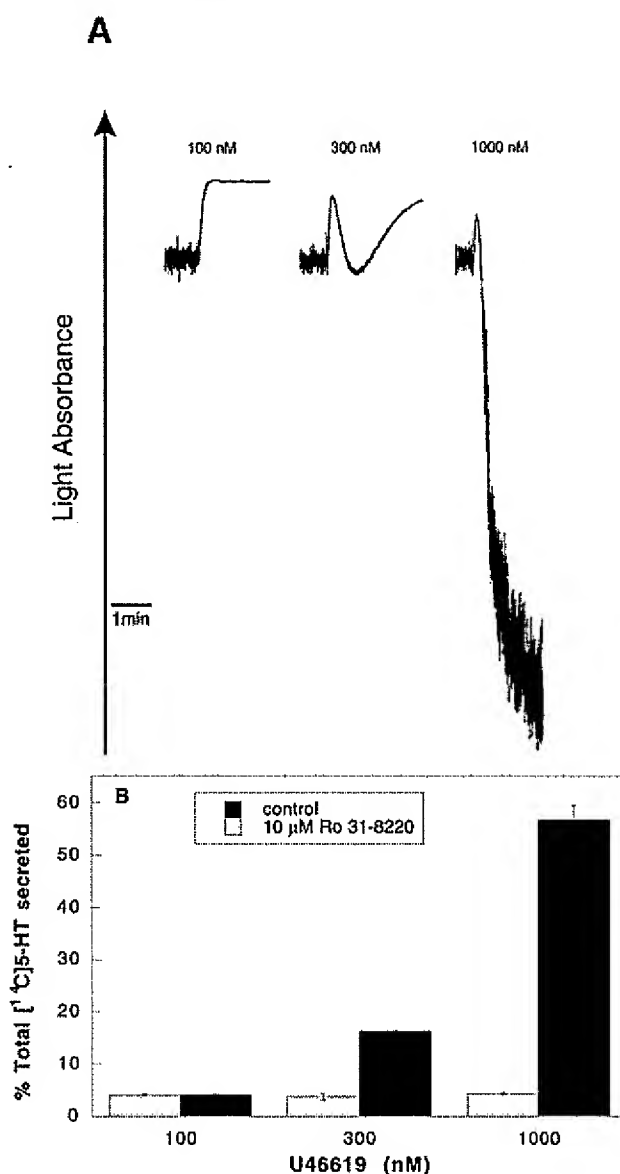 A
100 nM 300 nM 1000 nM
Light Absorbance
1min
B
control
10 µM Ro 31-8220
% Total [¹⁴C]5-HT secreted
60
50
40
30
20
10
0
100 300 1000
U46619 (nM)